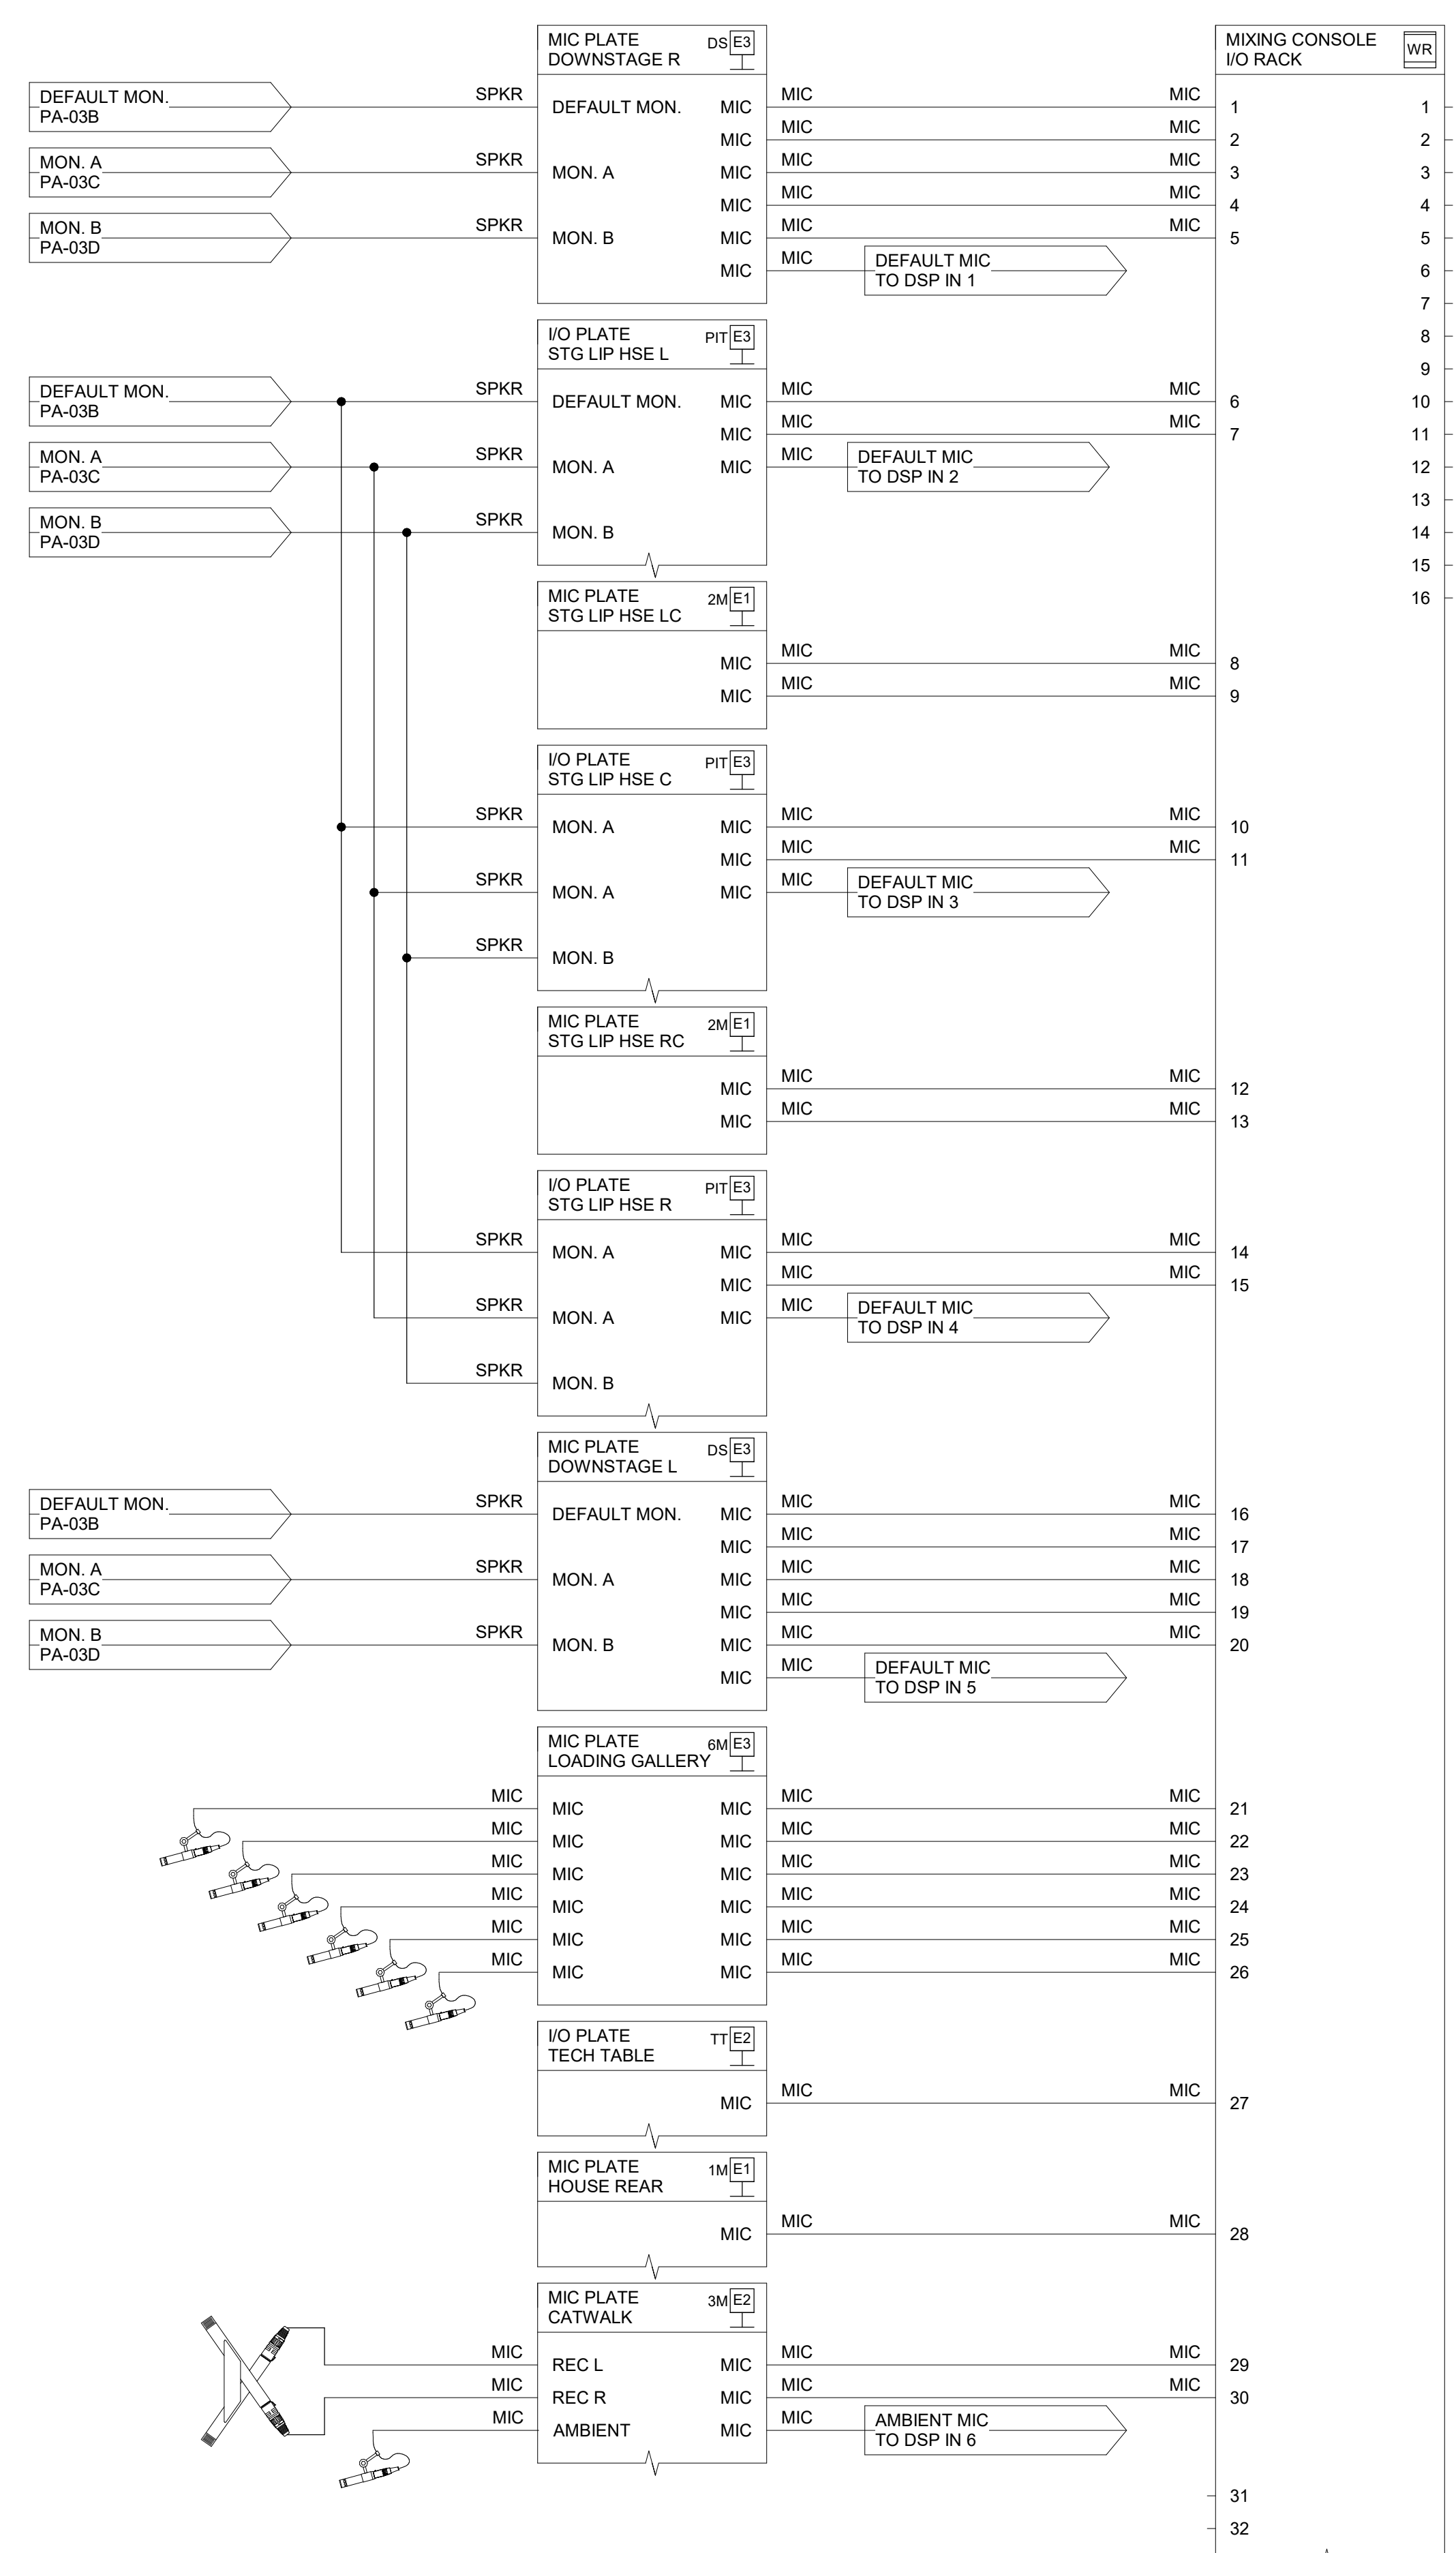 MIC PLATE
DOWNSTAGE R
DS E3
MIXING CONSOLE
I/O RACK
WR
DEFAULT MON.
PA-03B
SPKR
DEFAULT MON. MIC
MIC MIC
1 1
MIC
MIC MIC
2 2
MON. A
PA-03C
SPKR
MON. A MIC
MIC MIC
3 3
MIC
MIC MIC
4 4
MON. B
PA-03D
SPKR
MON. B MIC
MIC MIC
5 5
MIC
MIC
DEFAULT MIC
TO DSP IN 1
6
7
I/O PLATE
STG LIP HSE L
PIT E3
8
9
DEFAULT MON.
PA-03B
SPKR
DEFAULT MON. MIC
MIC MIC
6 10
MIC
MIC MIC
7 11
MON. A
PA-03C
SPKR
MON. A MIC
MIC
DEFAULT MIC
TO DSP IN 2
12
13
MON. B
PA-03D
SPKR
MON. B
14
15
16
MIC PLATE
STG LIP HSE LC
2M E1
MIC
MIC MIC
8
MIC
MIC MIC
9
I/O PLATE
STG LIP HSE C
PIT E3
SPKR
MON. A MIC
MIC MIC
10
MIC
MIC MIC
11
SPKR
MON. A MIC
MIC
DEFAULT MIC
TO DSP IN 3
SPKR
MON. B
MIC PLATE
STG LIP HSE RC
2M E1
MIC
MIC MIC
12
MIC
MIC MIC
13
I/O PLATE
STG LIP HSE R
PIT E3
SPKR
MON. A MIC
MIC MIC
14
MIC
MIC MIC
15
SPKR
MON. A MIC
MIC
DEFAULT MIC
TO DSP IN 4
SPKR
MON. B
MIC PLATE
DOWNSTAGE L
DS E3
DEFAULT MON.
PA-03B
SPKR
DEFAULT MON. MIC
MIC MIC
16
MIC
MIC MIC
17
MON. A
PA-03C
SPKR
MON. A MIC
MIC MIC
18
MIC
MIC MIC
19
MON. B
PA-03D
SPKR
MON. B MIC
MIC MIC
20
MIC
MIC
DEFAULT MIC
TO DSP IN 5
MIC PLATE
LOADING GALLERY
6M E3
MIC
MIC MIC
MIC MIC
21
MIC
MIC MIC
MIC MIC
22
MIC
MIC MIC
MIC MIC
23
MIC
MIC MIC
MIC MIC
24
MIC
MIC MIC
MIC MIC
25
MIC
MIC MIC
MIC MIC
26
I/O PLATE
TECH TABLE
TT E2
MIC
MIC MIC
27
MIC PLATE
HOUSE REAR
1M E1
MIC
MIC MIC
28
MIC PLATE
CATWALK
3M E2
MIC
REC L MIC
MIC MIC
29
MIC
REC R MIC
MIC MIC
30
MIC
AMBIENT MIC
MIC
AMBIENT MIC
TO DSP IN 6
31
32